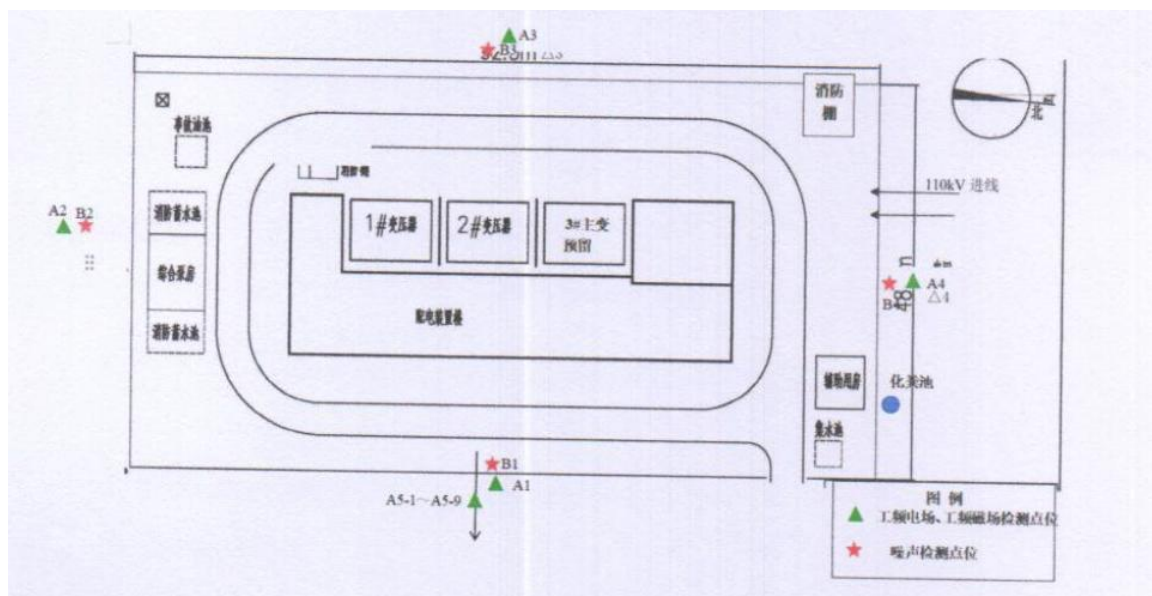 A3
B3
消防
棚
事故油池
北
110kV 进线
A2
B2
消防蓄水池
1#变压器
2#变压器
3#主变
预留
综合泵房
A4
△4
配电装置楼
消防蓄水池
辅助用房
化粪池
集水池
B1
A1
A5-1～A5-9
图 例
工频电场、工频磁场检测点位
噪声检测点位